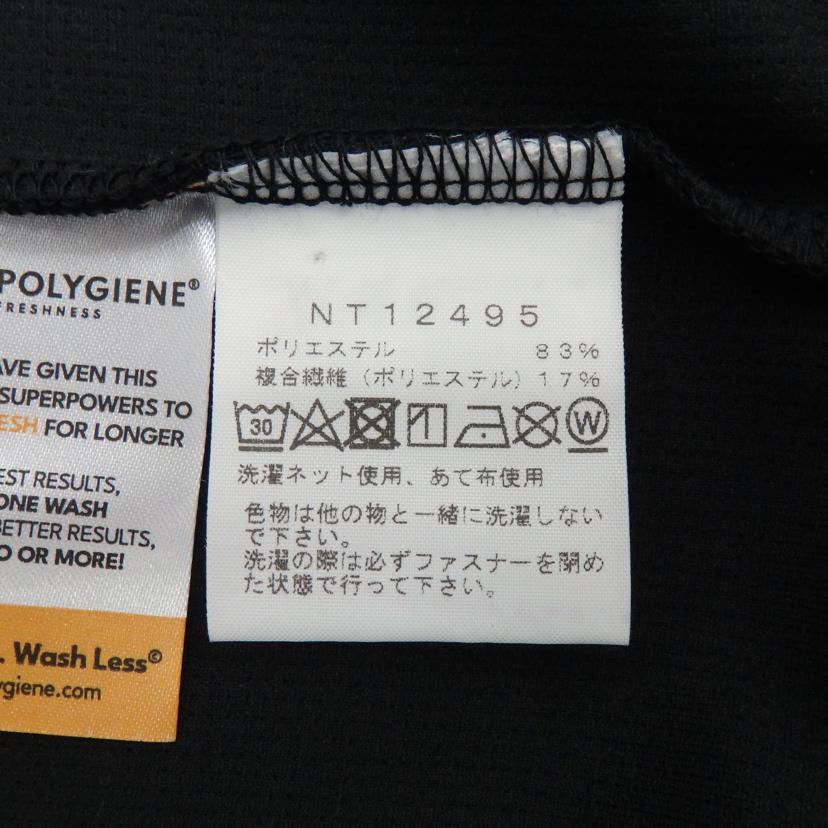 POLYGIENE®
FRESHNESS
AVE GIVEN THIS
SUPERPOWERS TO
ESH FOR LONGER
EST RESULTS,
ONE WASH
BETTER RESULTS,
O OR MORE!
. Wash Less©
ygiene.com
NT12495
ポリエステル 83%
複合繊維(ポリエステル)17%
30
W
洗濯ネット使用、あて布使用
色物は他の物と一緒に洗濯しない
で下さい。
洗濯の際は必ずファスナーを閉め
た状態で行って下さい。